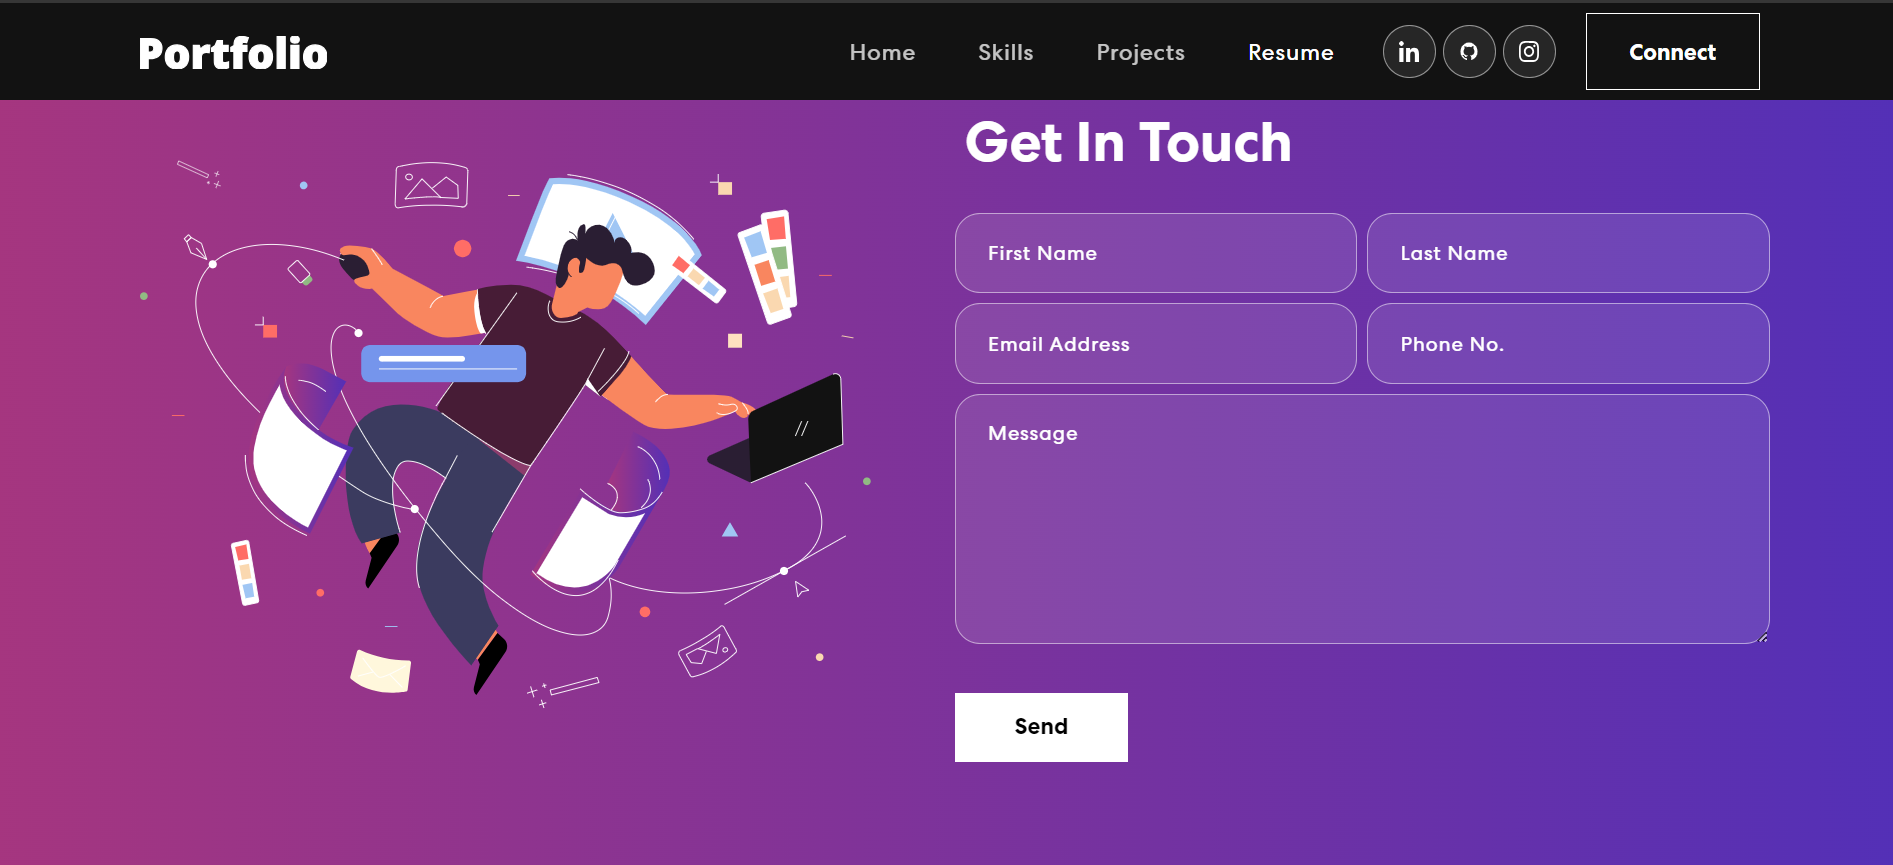 Portfolio
Home Skills Projects Resume in Connect
Get In Touch
First Name Last Name
Email Address Phone No.
Message
//
Send